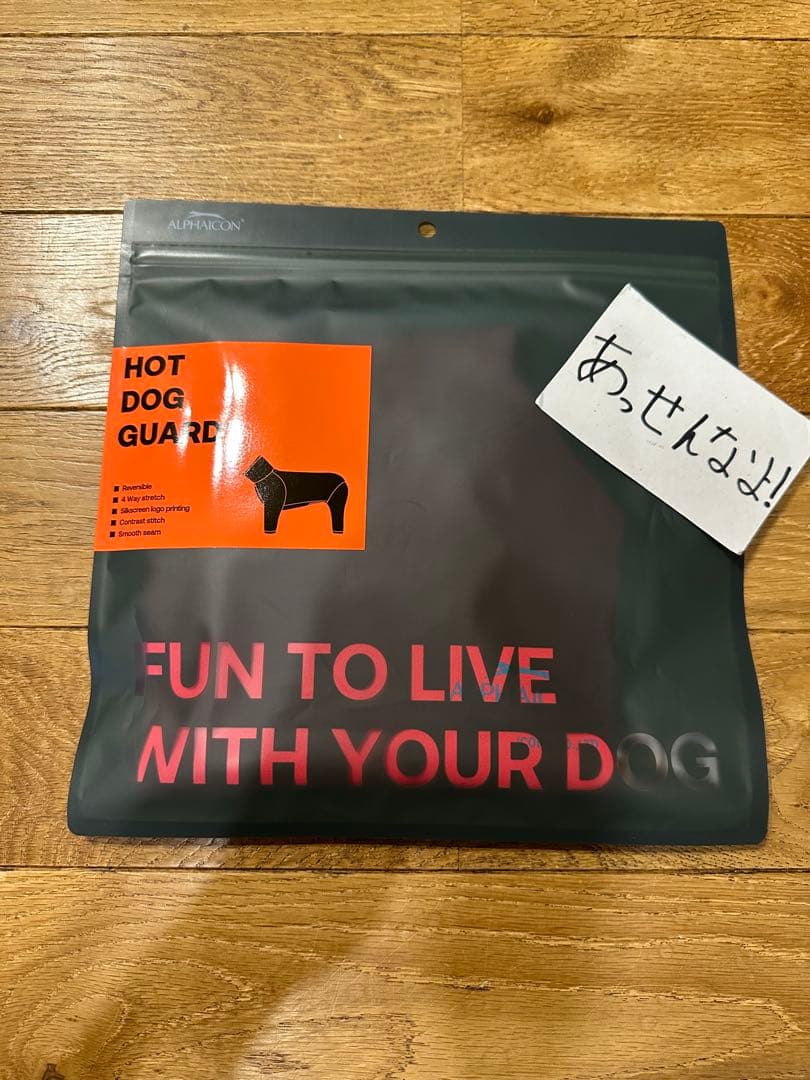 ALPHAICON®
あっせんなよ!
HOT
DOG
GUARD
■ Reversible
■ 4 Way stretch
■ Silkscreen logo printing
■ Contrast stitch
■ Smooth seam
FUN TO LIVE
WITH YOUR DOG